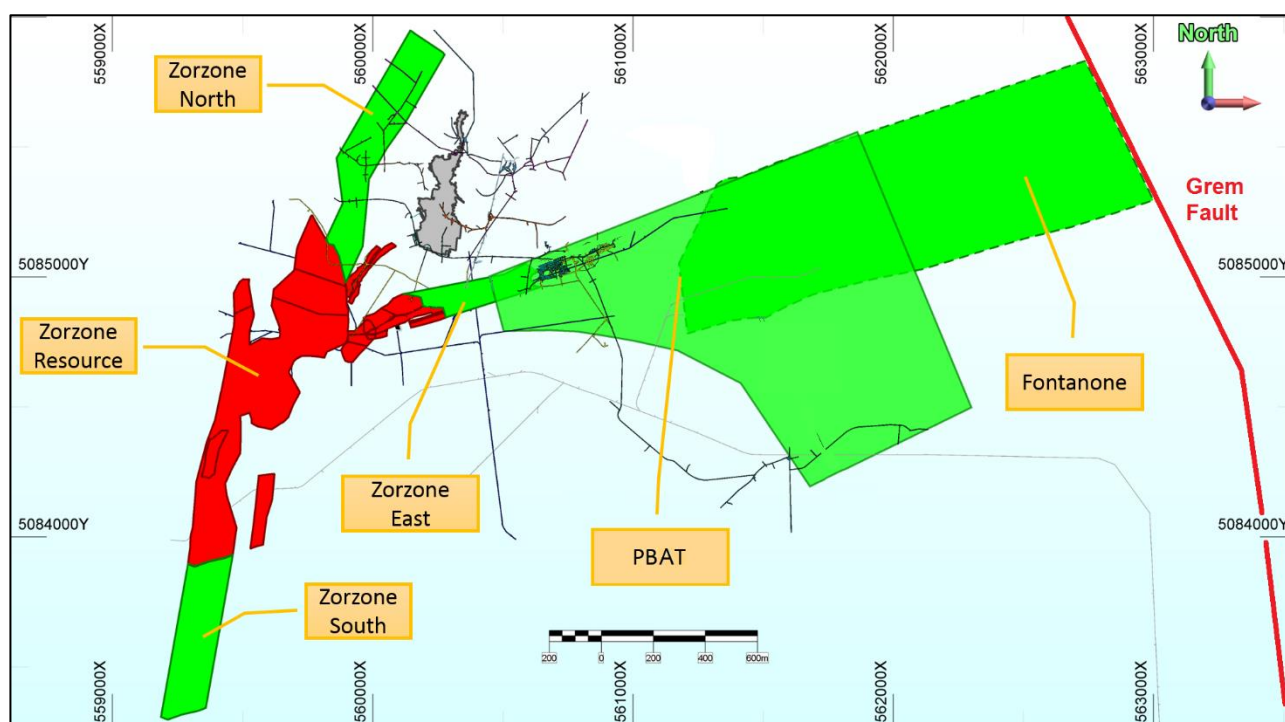 559000X
560000X
561000X
562000X
563000X
North
Zorzone
North
Grem
Fault
5085000Y
5085000Y
Zorzone
Resource
Fontanone
Zorzone
East
PBAT
5084000Y
5084000Y
Zorzone
South
200
0
200
400
600m
559000X
560000X
561000X
562000X
563000X